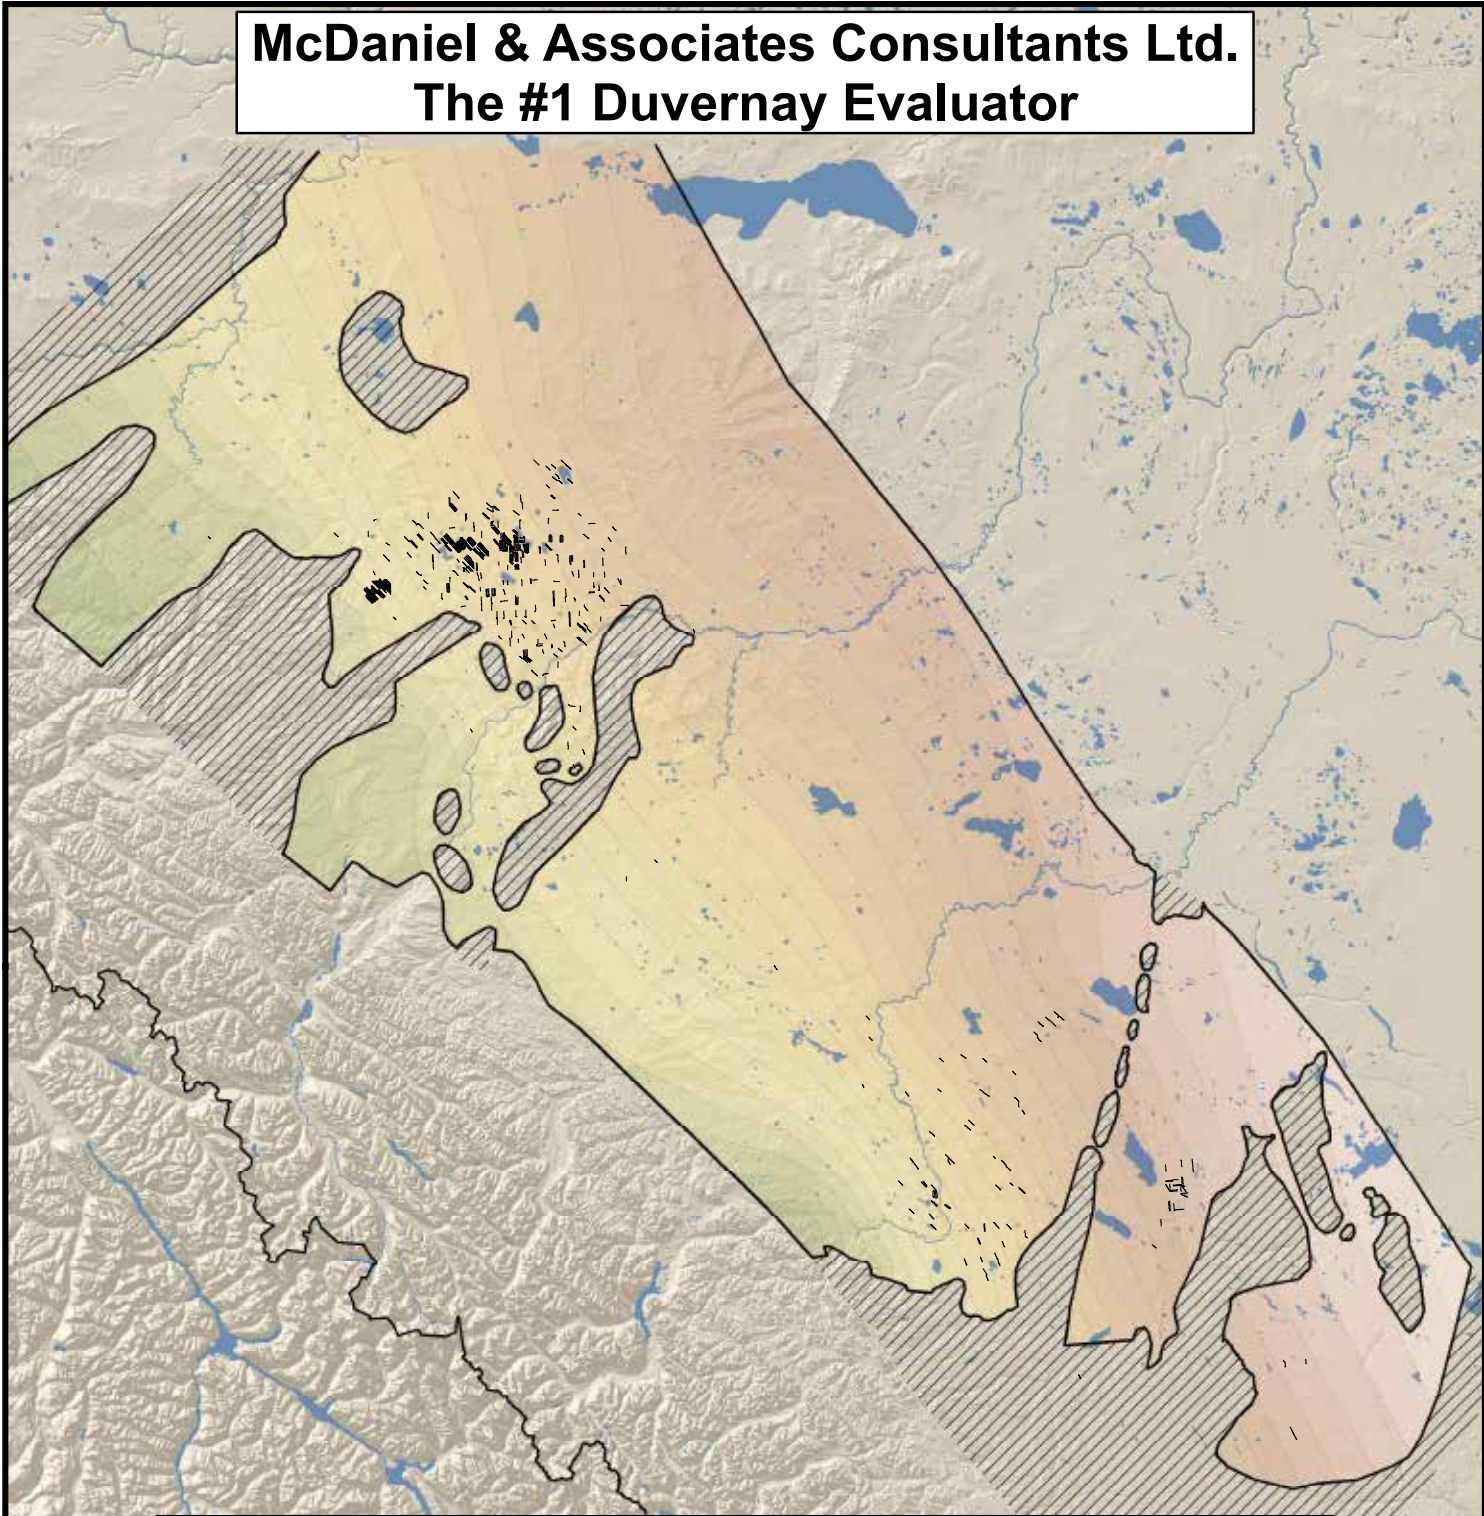 McDaniel & Associates Consultants Ltd.
The #1 Duvernay Evaluator